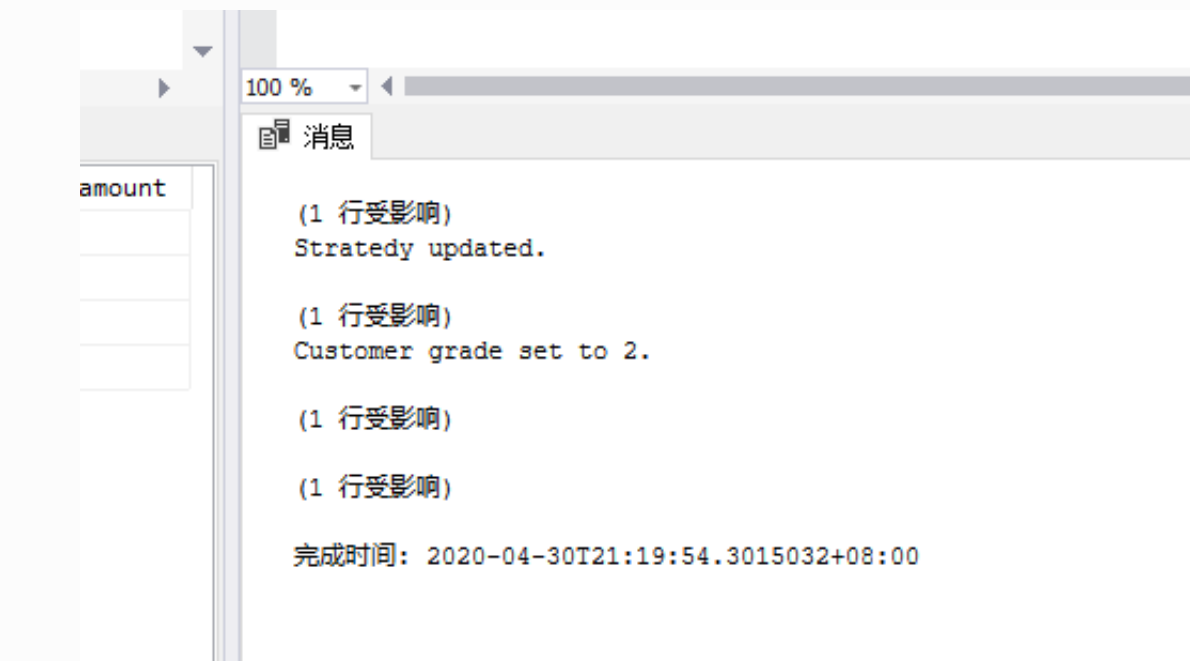 100 %
消息
amount
(1 行受影响)
Stratedy updated.
(1 行受影响)
Customer grade set to 2.
(1 行受影响)
(1 行受影响)
完成时间: 2020-04-30T21:19:54.3015032+08:00